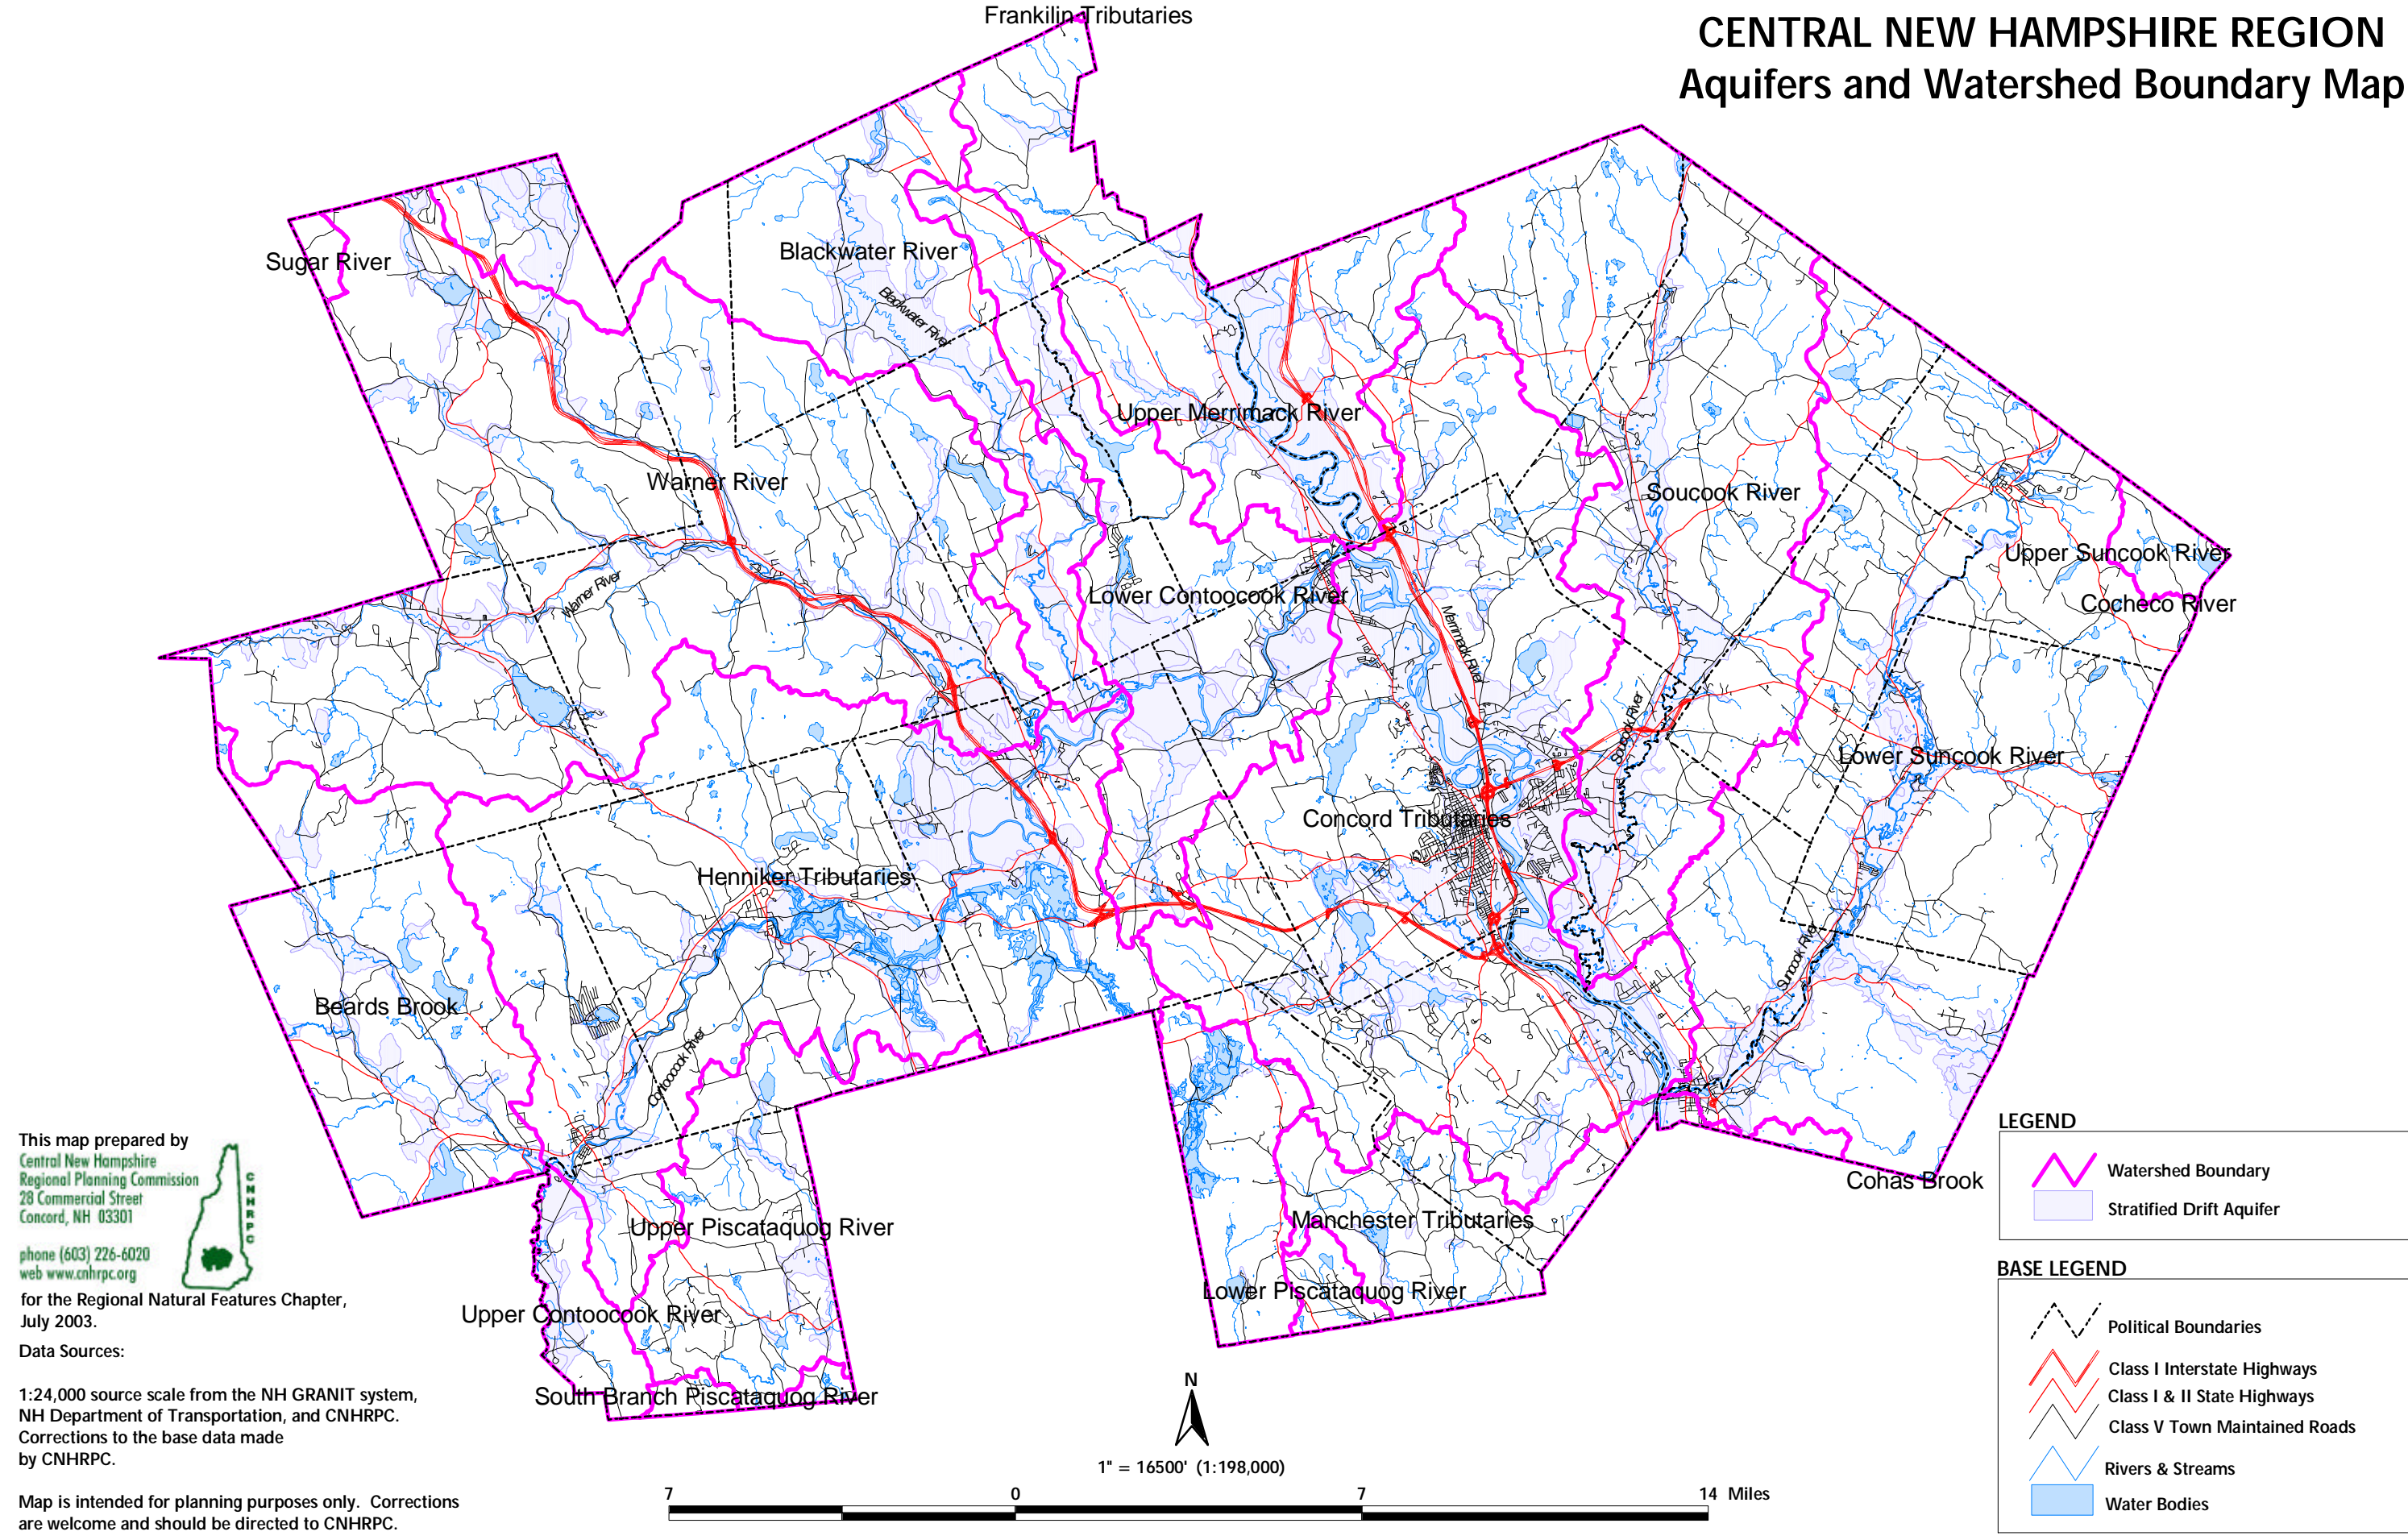 CENTRAL NEW HAMPSHIRE REGION
Aquifers and Watershed Boundary Map
Frankilin Tributaries
Sugar River
Blackwater River
Blackwater River
Upper Merrimack River
Warner River
Soucook River
Upper Suncook River
Warner River
Lower Contoocook River
Cocheco River
Merrimack River
Soucook River
Lower Suncook River
Concord Tributaries
Henniker Tributaries
Suncook River
Beards Brook
Contoocook River
Cohas Brook
Upper Piscataquog River
Manchester Tributaries
Lower Piscataquog River
Upper Contoocook River
South Branch Piscataquog River
This map prepared by
Central New Hampshire
Regional Planning Commission
28 Commercial Street
Concord, NH 03301
phone (603) 226-6020
web www.cnhrpc.org
CNHRPC
for the Regional Natural Features Chapter,
July 2003.
Data Sources:
1:24,000 source scale from the NH GRANIT system,
NH Department of Transportation, and CNHRPC.
Corrections to the base data made
by CNHRPC.
Map is intended for planning purposes only. Corrections
are welcome and should be directed to CNHRPC.
N
1" = 16500' (1:198,000)
7 0 7 14 Miles
LEGEND
Watershed Boundary
Stratified Drift Aquifer
BASE LEGEND
Political Boundaries
Class I Interstate Highways
Class I & II State Highways
Class V Town Maintained Roads
Rivers & Streams
Water Bodies